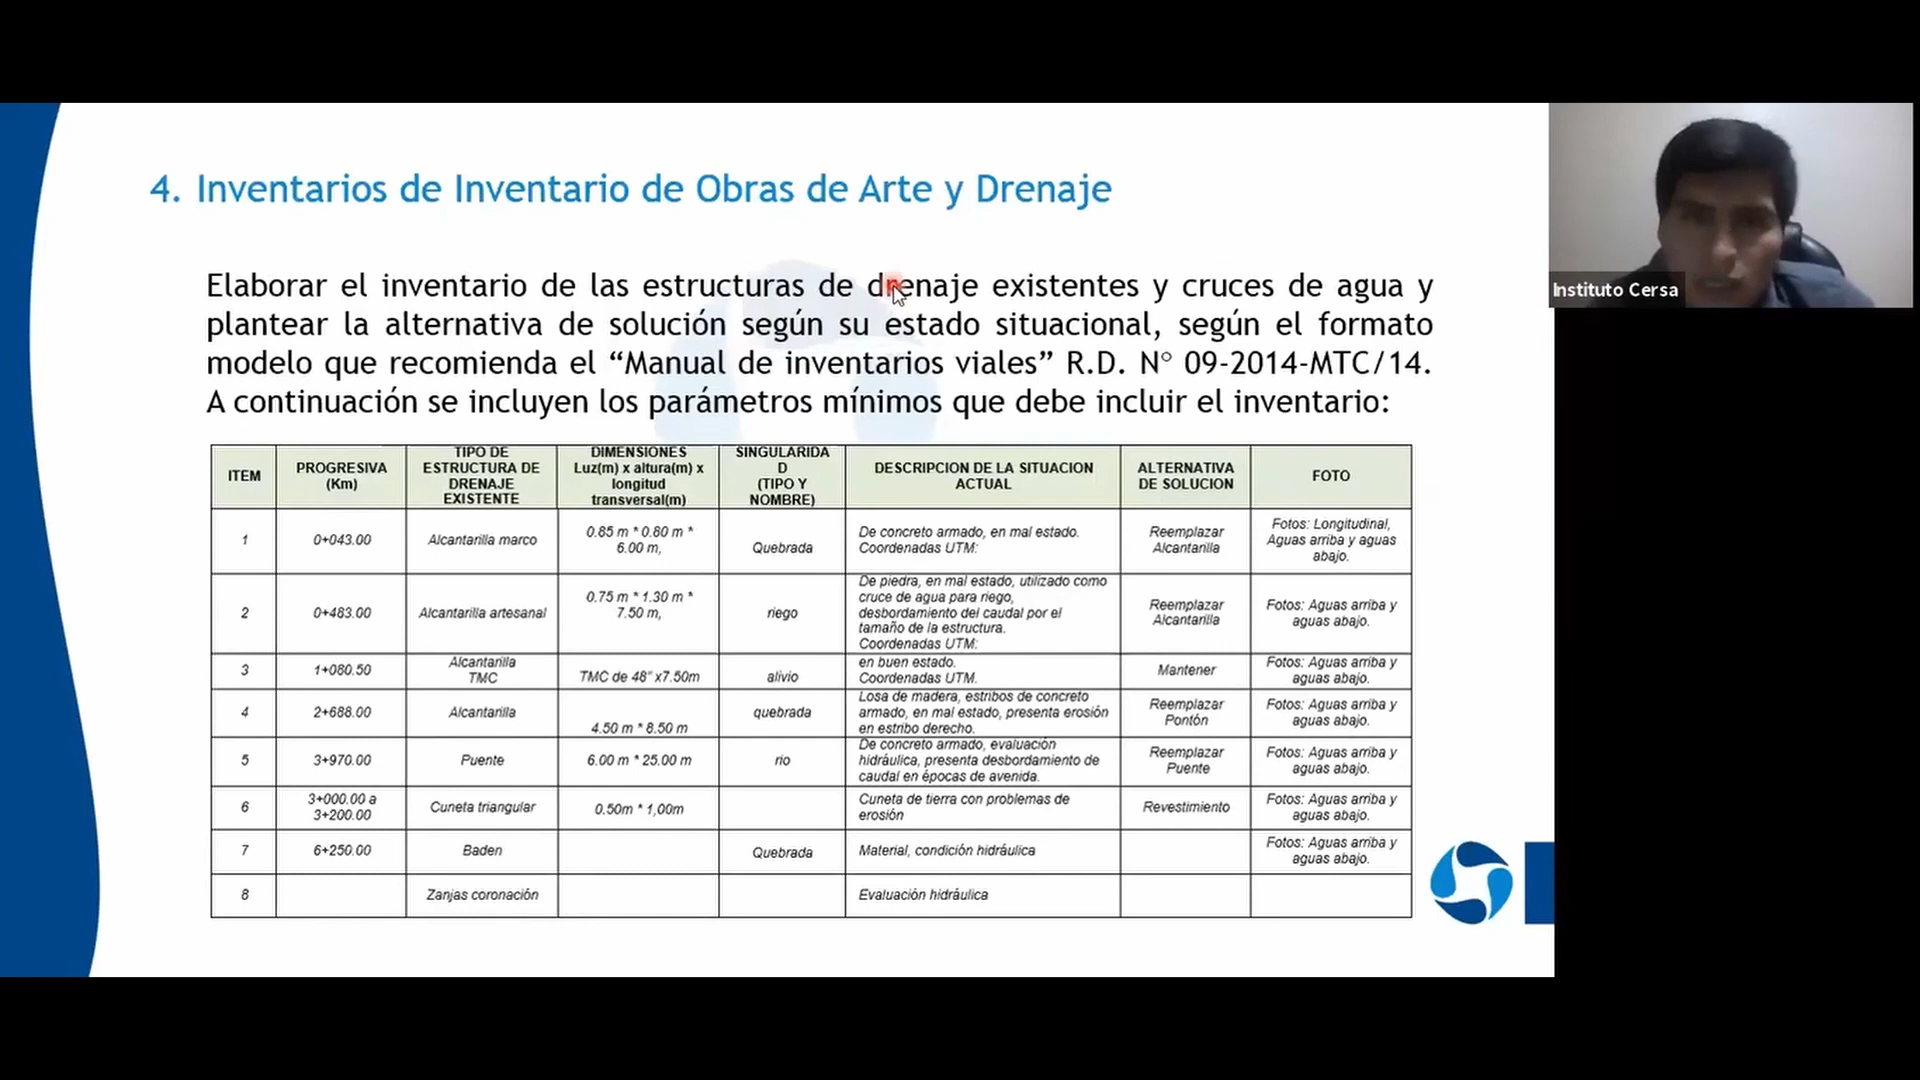 4. Inventarios de Inventario de Obras de Arte y Drenaje
Elaborar el inventario de las estructuras de drenaje existentes y cruces de agua y
plantear la alternativa de solución según su estado situacional, según el formato
modelo que recomienda el “Manual de inventarios viales” R.D. N° 09-2014-MTC/14.
A continuación se incluyen los parámetros mínimos que debe incluir el inventario:
ITEM
PROGRESIVA
(Km)
TIPO DE
ESTRUCTURA DE
DRENAJE
EXISTENTE
DIMENSIONES
Luz(m) x altura(m) x
longitud
transversal(m)
SINGULARIDA
D
(TIPO Y
NOMBRE)
DESCRIPCION DE LA SITUACION
ACTUAL
ALTERNATIVA
DE SOLUCION
FOTO
1
0+043.00
Alcantarilla marco
0.85 m * 0.80 m *
6.00 m,
Quebrada
De concreto armado, en mal estado.
Coordenadas UTM:
Reemplazar
Alcantarilla
Fotos: Longitudinal,
Aguas arriba y aguas
abajo.
2
0+483.00
Alcantarilla artesanal
0.75 m * 1.30 m *
7.50 m,
riego
De piedra, en mal estado, utilizado como
cruce de agua para riego,
desbordamiento del caudal por el
tamaño de la estructura.
Coordenadas UTM:
Reemplazar
Alcantarilla
Fotos: Aguas arriba y
aguas abajo.
3
1+080.50
Alcantarilla
TMC
TMC de 48" x7.50m
alivio
en buen estado.
Coordenadas UTM.
Mantener
Fotos: Aguas arriba y
aguas abajo.
4
2+688.00
Alcantarilla
4.50 m * 8.50 m
quebrada
Losa de madera, estribos de concreto
armado, en mal estado, presenta erosión
en estribo derecho.
Reemplazar
Pontón
Fotos: Aguas arriba y
aguas abajo.
5
3+970.00
Puente
6.00 m * 25.00 m
rio
De concreto armado, evaluación
hidráulica, presenta desbordamiento de
caudal en épocas de avenida.
Reemplazar
Puente
Fotos: Aguas arriba y
aguas abajo.
6
3+000.00 a
3+200.00
Cuneta triangular
0.50m * 1,00m
Cuneta de tierra con problemas de
erosión
Revestimiento
Fotos: Aguas arriba y
aguas abajo.
7
6+250.00
Baden
Quebrada
Material, condición hidráulica
Fotos: Aguas arriba y
aguas abajo.
8
Zanjas coronación
Evaluación hidráulica
Instituto Cersa